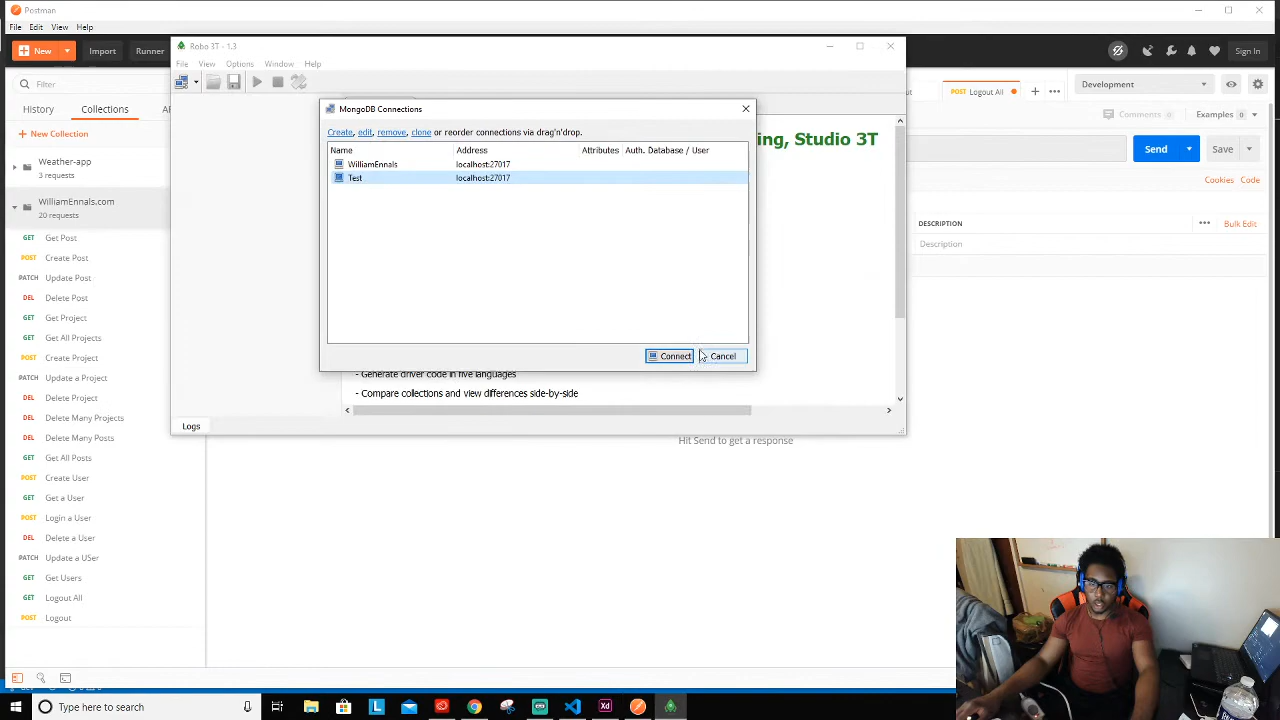 Postman
File Edit View Help
New Import Runner Sign In
Filter
History Collections AP
New Collection
Weather-app
3 requests
WilliamEnnals.com
20 requests
GET Get Post
POST Create Post
PATCH Update Post
DEL Delete Post
GET Get Project
GET Get All Projects
POST Create Project
PATCH Update a Project
DEL Delete Project
DEL Delete Many Projects
DEL Delete Many Posts
GET Get All Posts
POST Create User
GET Get a User
POST Login a User
DEL Delete a User
PATCH Update a USer
GET Get Users
GET Logout All
POST Logout
Robo 3T - 1.3
File View Options Window Help
MongoDB Connections
Create, edit, remove, clone or reorder connections via drag'n'drop.
Name Address Attributes Auth. Database / User
WilliamEnnals localhost:27017
Test localhost:27017
Connect Cancel
ing, Studio 3T
- Generate driver code in five languages
- Compare collections and view differences side-by-side
Logs
out POST Logout All Development
Comments 0 Examples 0
Send Save
Cookies Code
DESCRIPTION Bulk Edit
Description
Hit Send to get a response
Type here to search